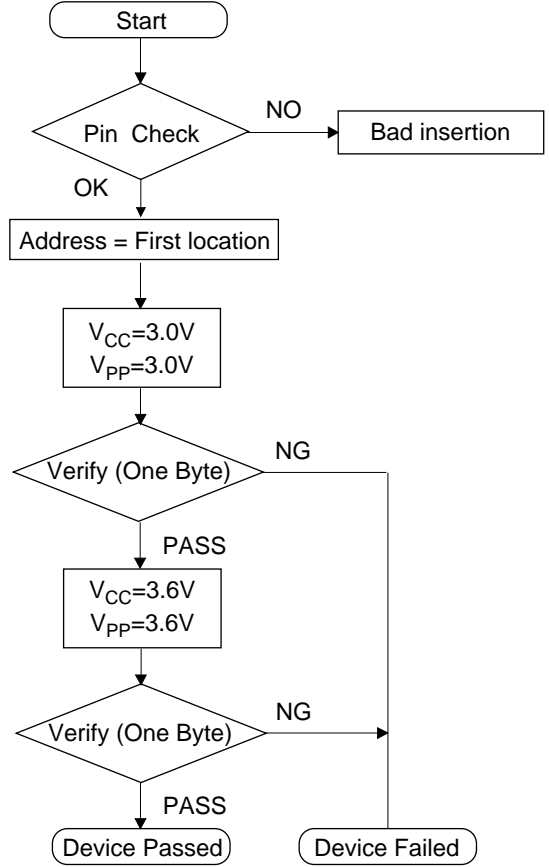 Start
Pin Check
NO
Bad insertion
OK
Address = First location
VCC=3.0V
VPP=3.0V
Verify (One Byte)
NG
PASS
VCC=3.6V
VPP=3.6V
Verify (One Byte)
NG
PASS
Device Passed
Device Failed